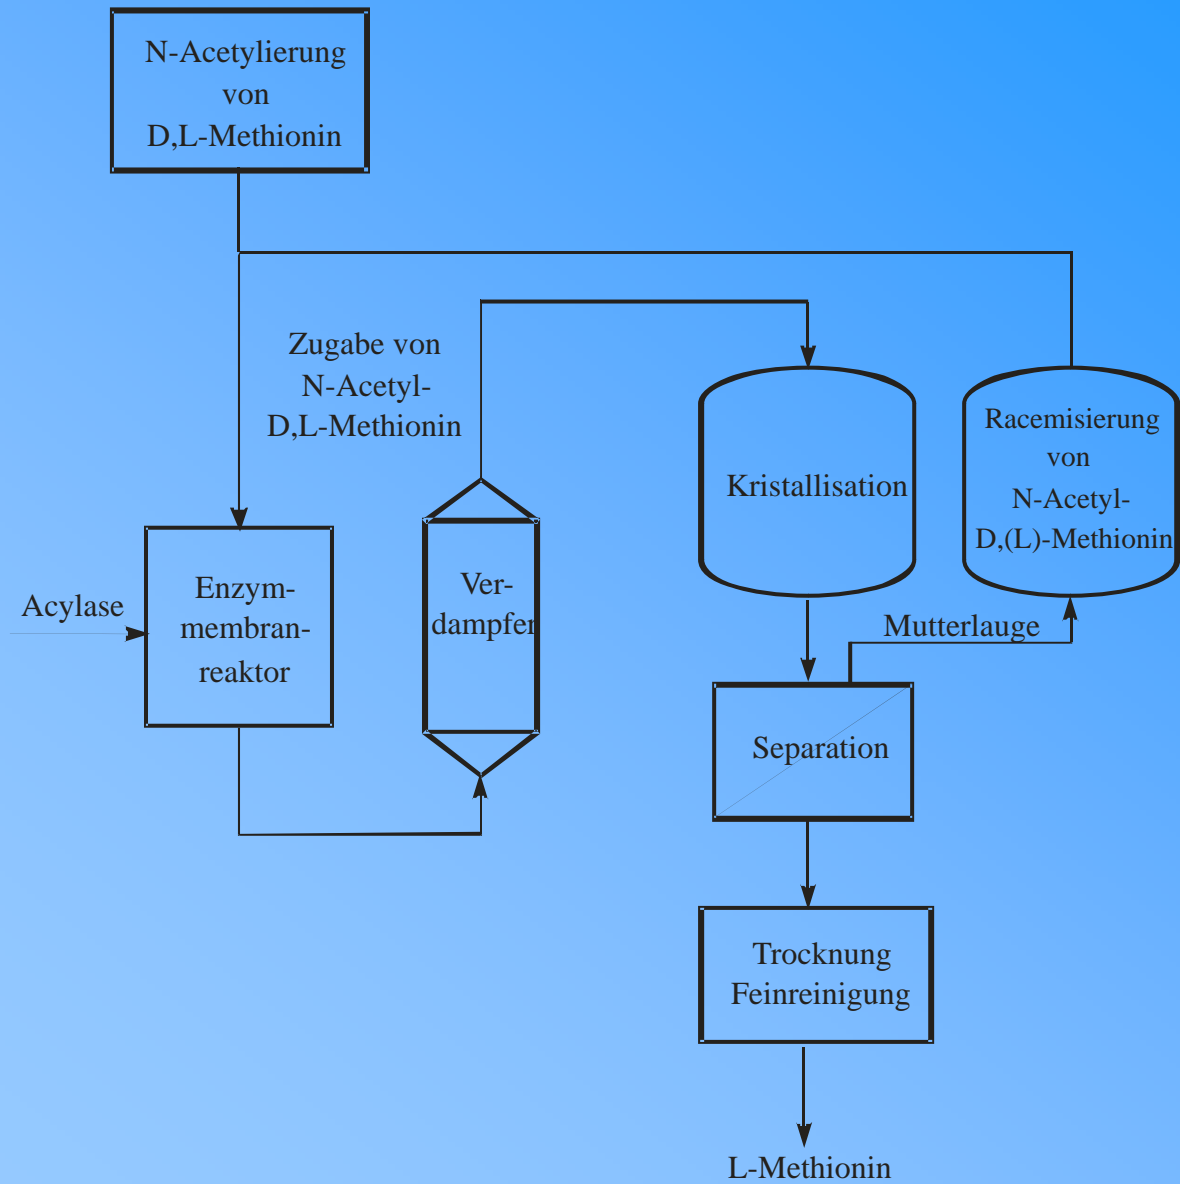 N-Acetylierung
von
D,L-Methionin
Zugabe von
N-Acetyl-
D,L-Methionin
Acylase
Enzym-
membran-
reaktor
Ver-
dampfer
Kristallisation
Racemisierung
von
N-Acetyl-
D,(L)-Methionin
Mutterlauge
Separation
Trocknung
Feinreinigung
L-Methionin